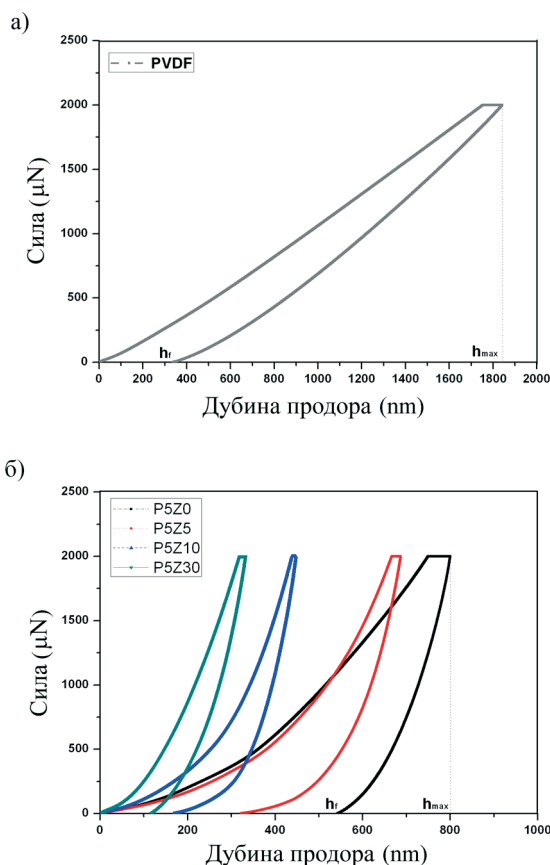 а)
2500
2000
1500
1000
500
0
Сила (μN)
PVDF
hf
hmax
0 200 400 600 800 1000 1200 1400 1600 1800 2000
Дубина продора (nm)
б)
2500
2000
1500
1000
500
0
Сила (μN)
P5Z0
P5Z5
P5Z10
P5Z30
hf
hmax
0 200 400 600 800 1000
Дубина продора (nm)